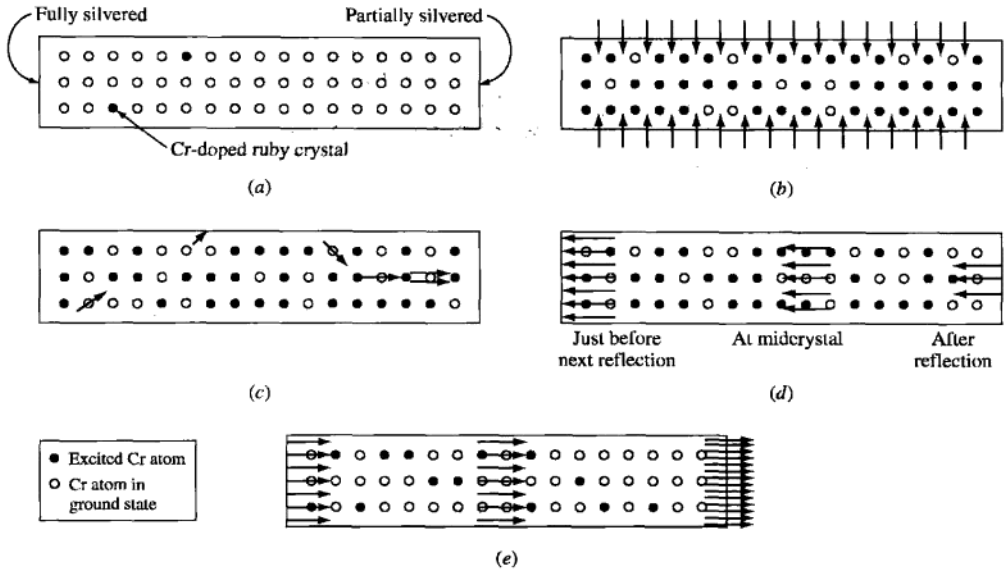 Fully silvered
Partially silvered
Cr-doped ruby crystal
(a)
(b)
(c)
Just before
next reflection
At midcrystal
After
reflection
(d)
Excited Cr atom
Cr atom in
ground state
(e)